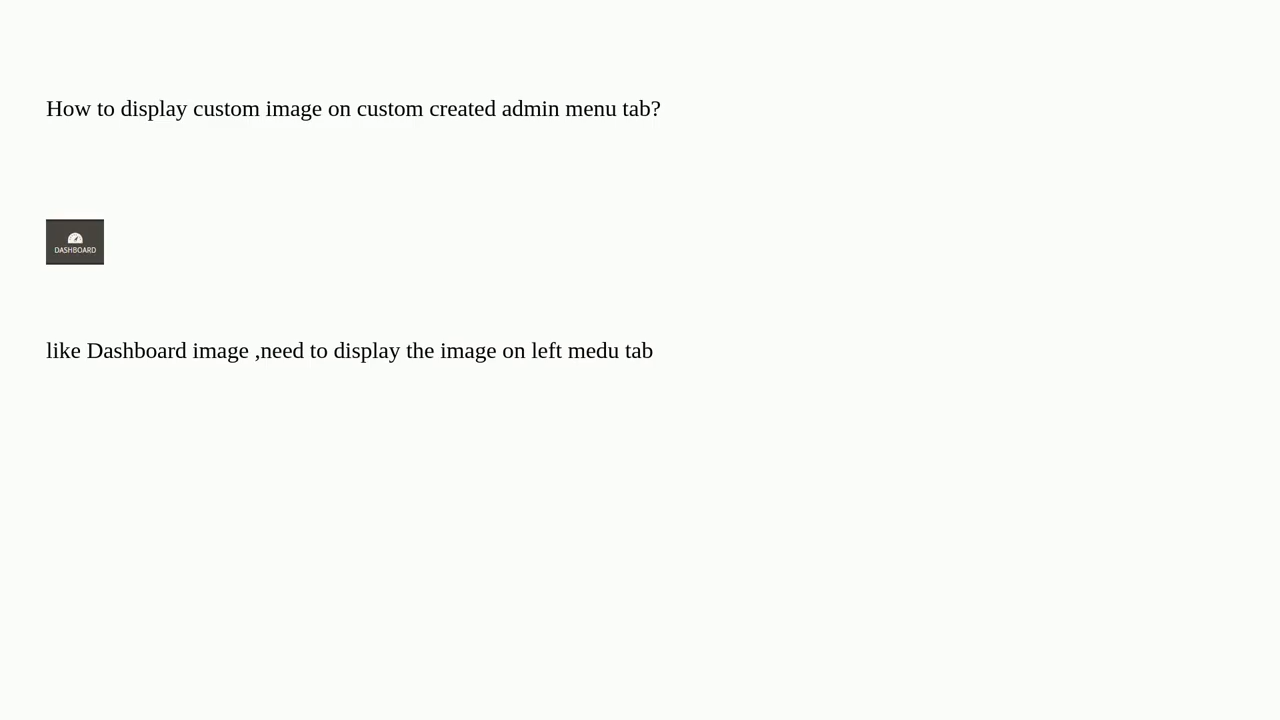 How to display custom image on custom created admin menu tab?
DASHBOARD
like Dashboard image ,need to display the image on left medu tab